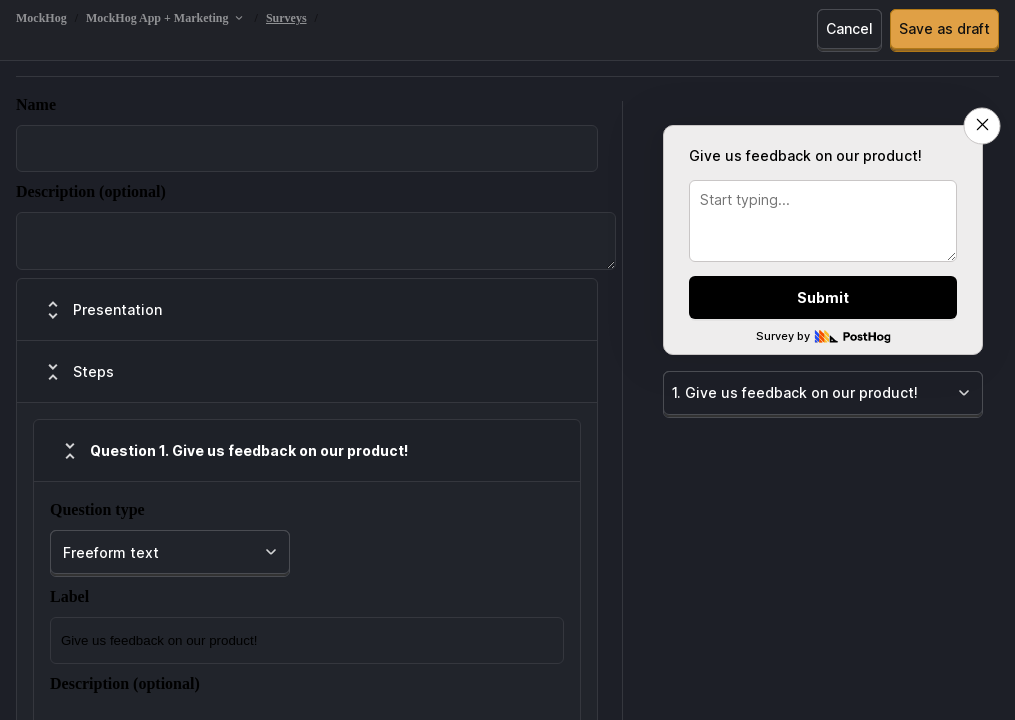 MockHog / MockHog App + Marketing / Surveys /
Cancel
Save as draft
Name
Description (optional)
Presentation
Steps
Question 1. Give us feedback on our product!
Question type
Freeform text
Label
Give us feedback on our product!
Description (optional)
Give us feedback on our product!
Start typing...
Submit
Survey by PostHog
1. Give us feedback on our product!